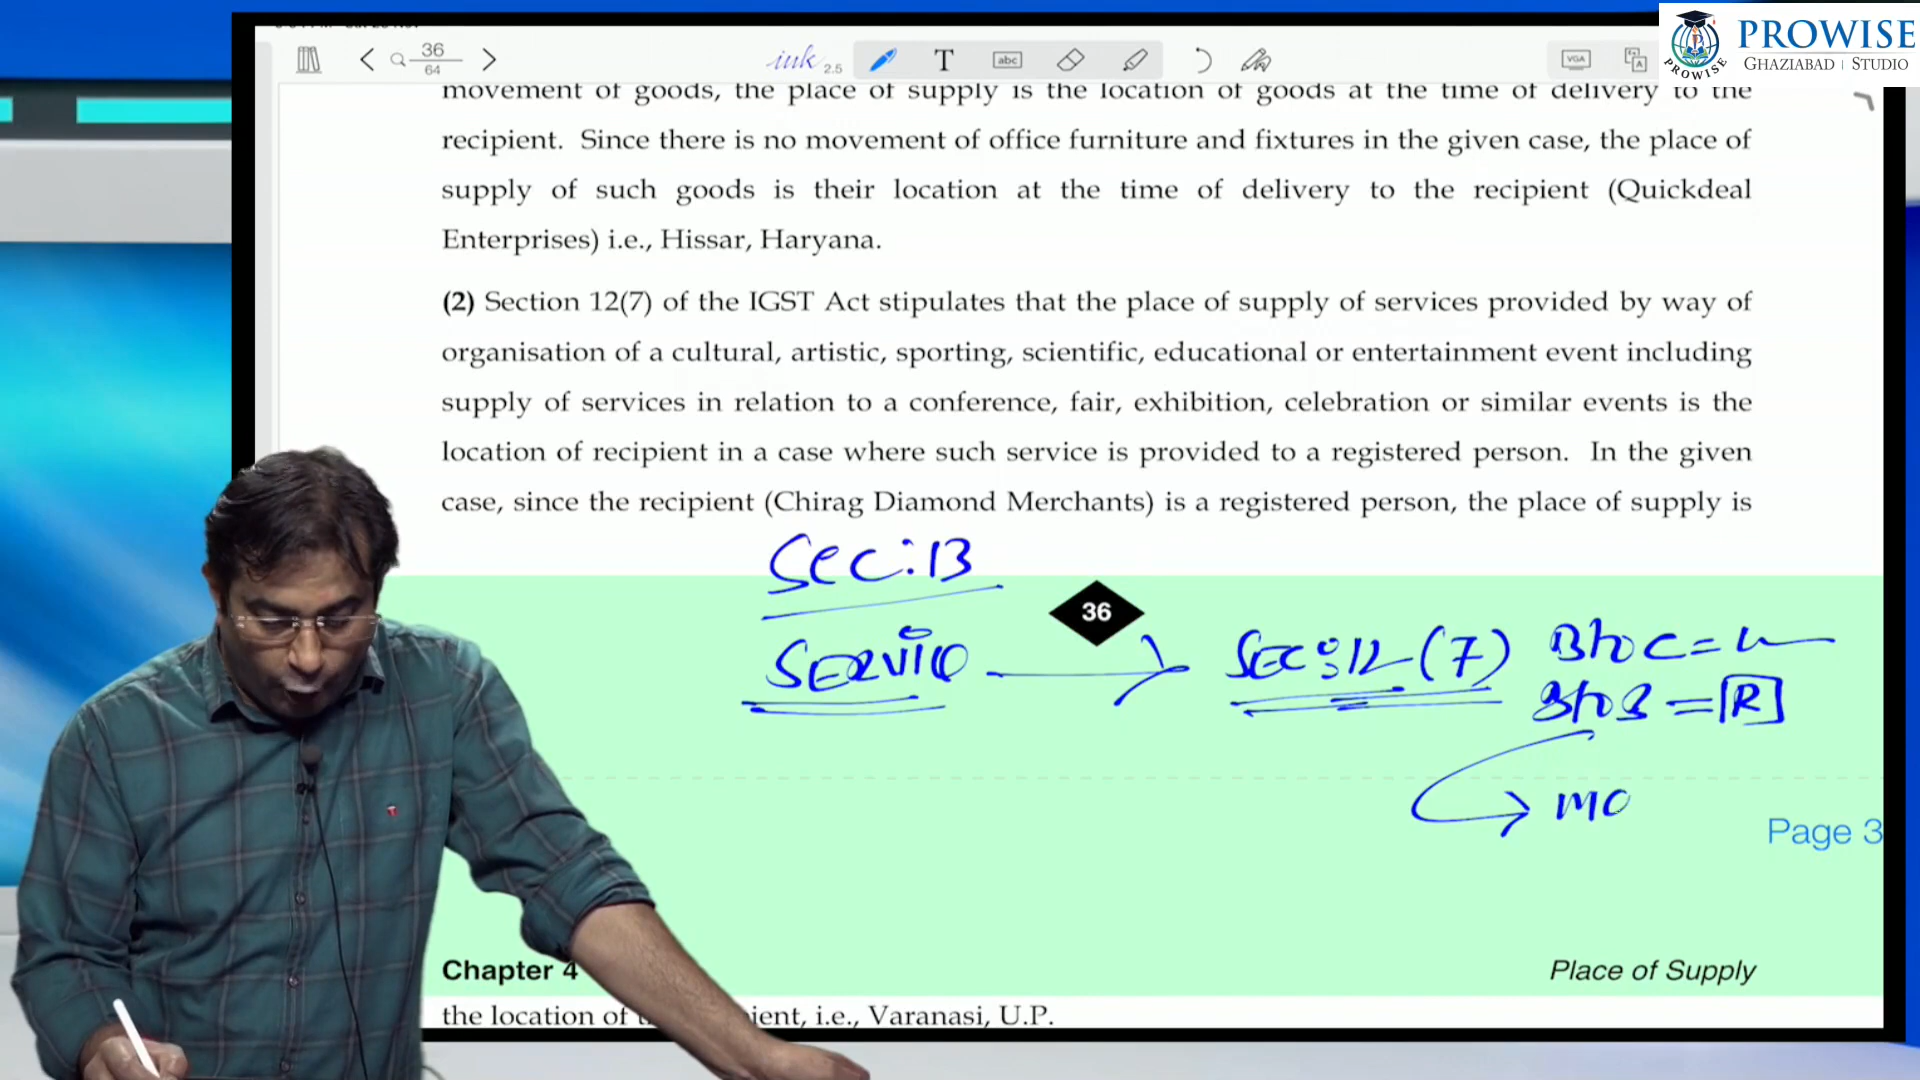 PROWISE
GHAZIABAD | STUDIO
PROWISE
36
64
ink 2.5
T
abc
VGA
A
movement of goods, the place of supply is the location of goods at the time of delivery to the
recipient. Since there is no movement of office furniture and fixtures in the given case, the place of
supply of such goods is their location at the time of delivery to the recipient (Quickdeal
Enterprises) i.e., Hissar, Haryana.
(2) Section 12(7) of the IGST Act stipulates that the place of supply of services provided by way of
organisation of a cultural, artistic, sporting, scientific, educational or entertainment event including
supply of services in relation to a conference, fair, exhibition, celebration or similar events is the
location of recipient in a case where such service is provided to a registered person. In the given
case, since the recipient (Chirag Diamond Merchants) is a registered person, the place of supply is
Sec:13
36
SERVICE → SEC:12(7) BtoC=
BtoB=R
MO
Page 3
Chapter 4
Place of Supply
the location of ient, i.e., Varanasi, U.P.